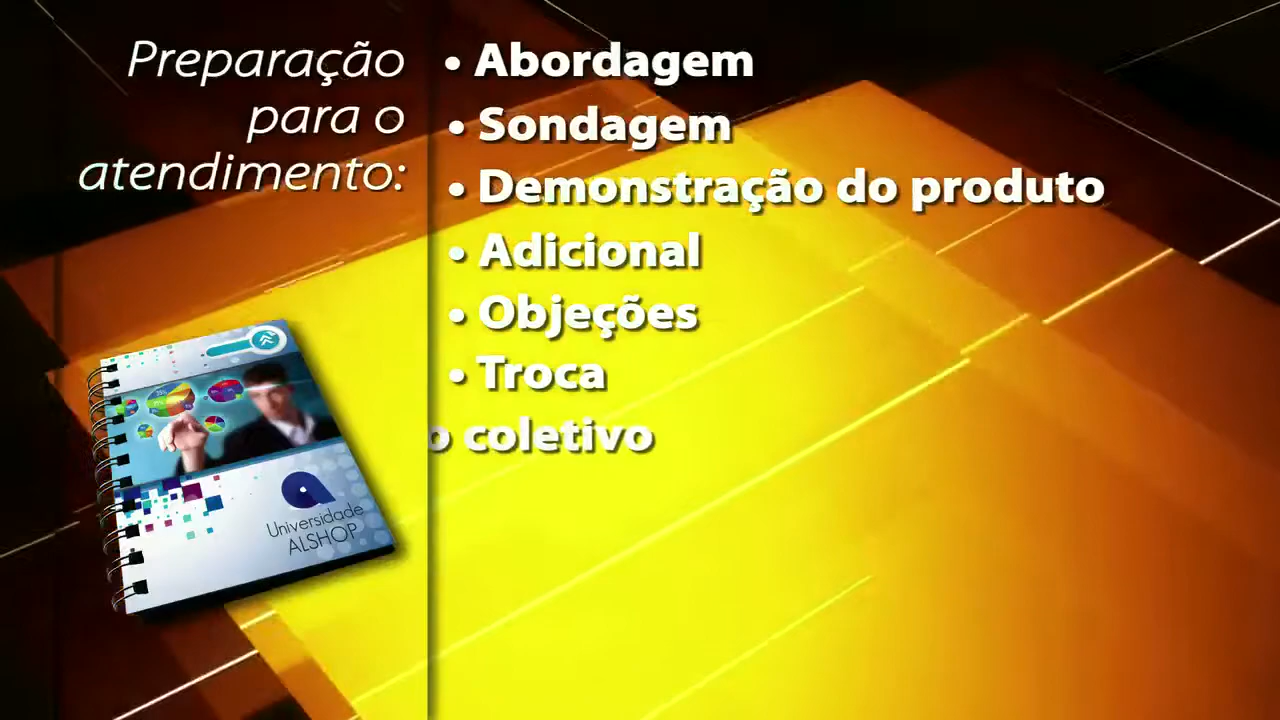 Preparação
para o
atendimento:
• Abordagem
• Sondagem
• Demonstração do produto
• Adicional
• Objeções
• Troca
o coletivo
Universidade
ALSHOP